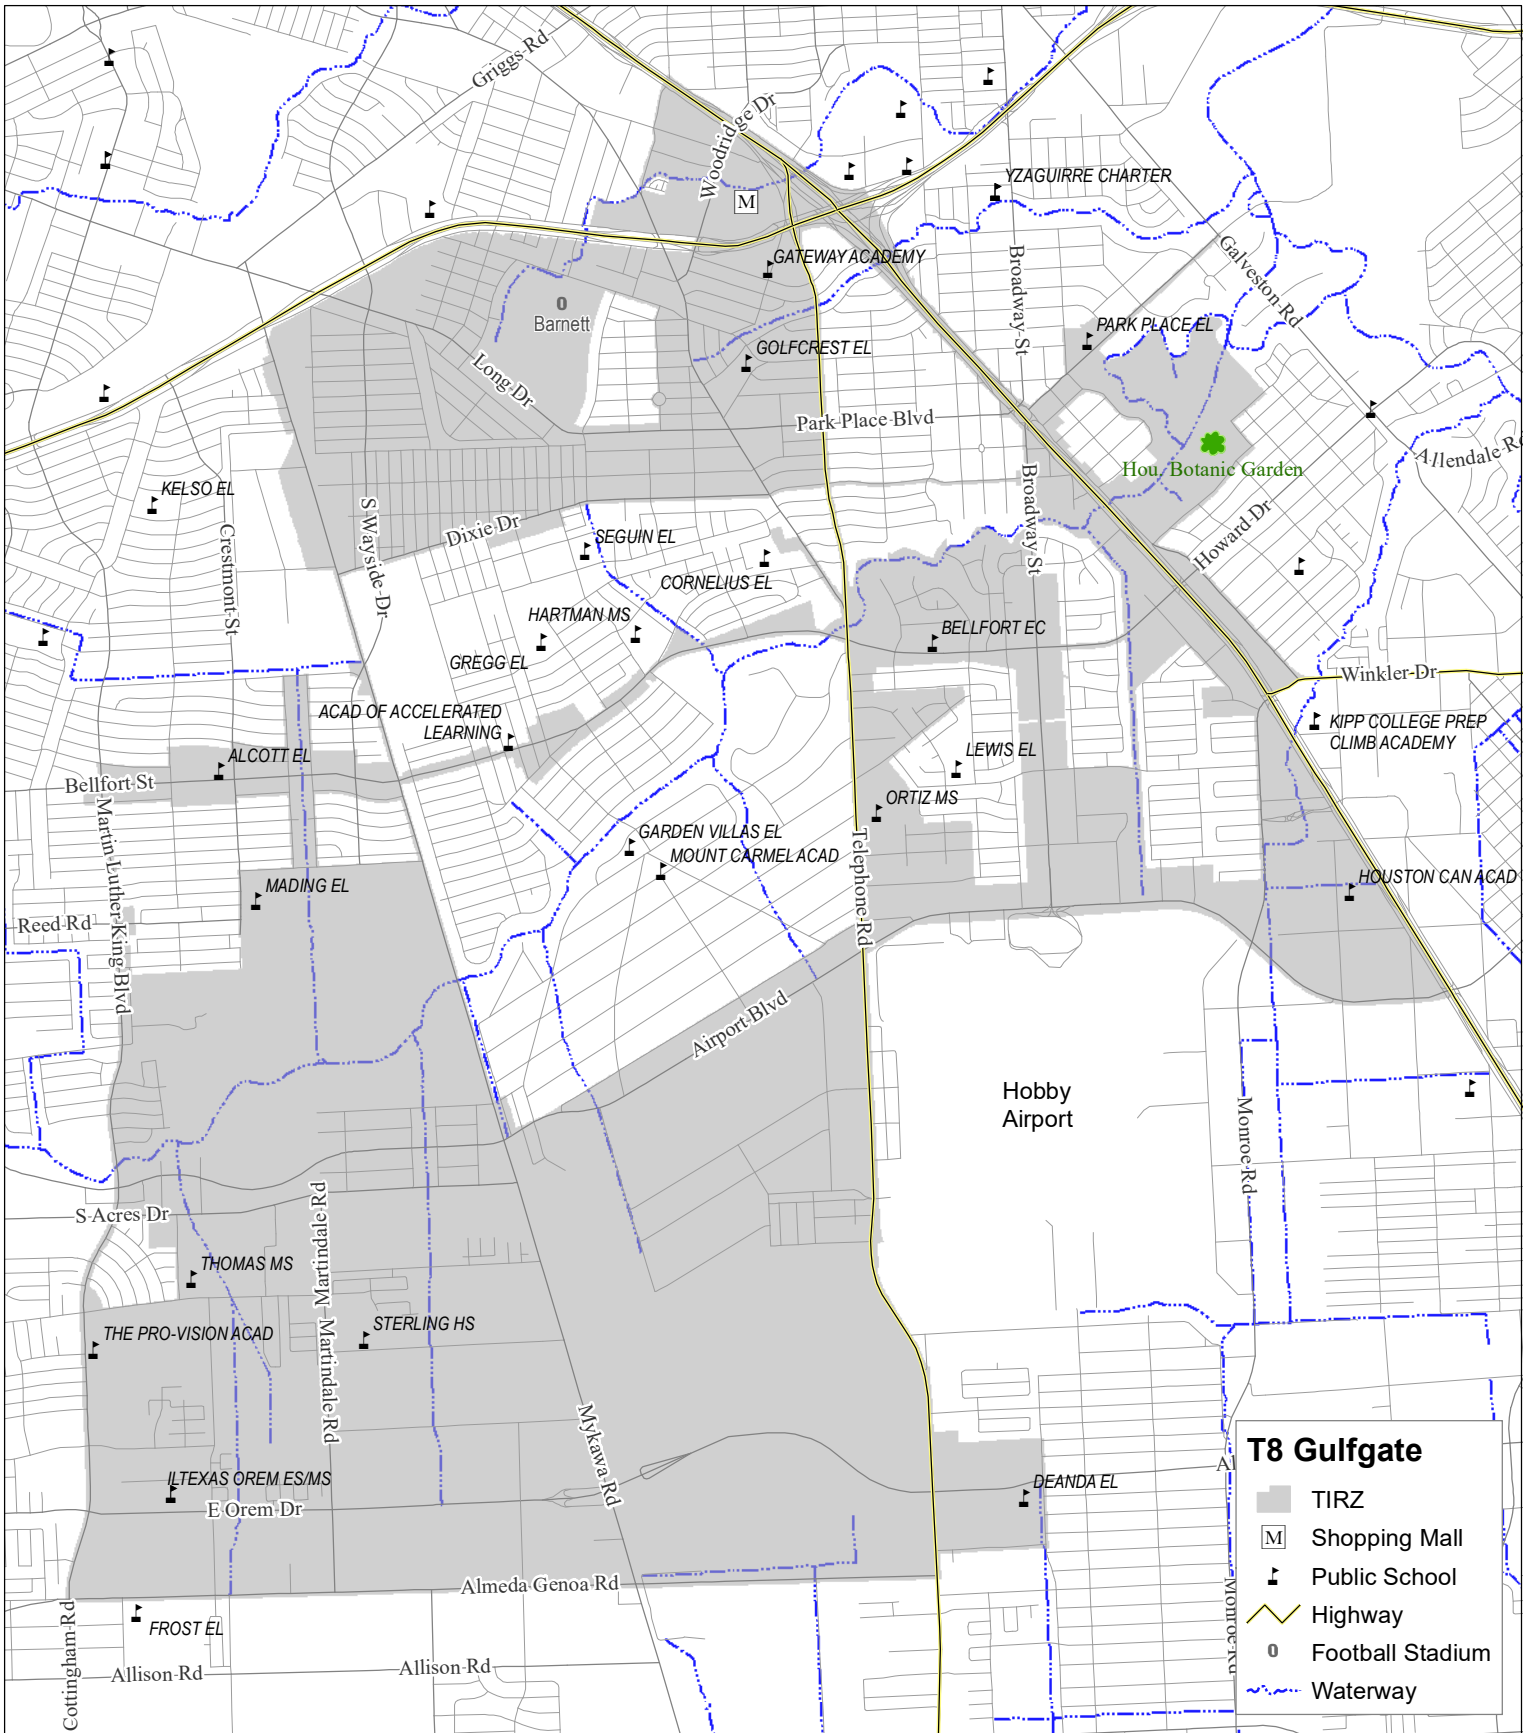 Griggs Rd
Woodridge Dr
M
YZAGUIRRE CHARTER
GATEWAY ACADEMY
Broadway St
Galveston Rd
Barnett
PARK PLACE EL
GOLFCREST EL
Long Dr
Park Place Blvd
Hou. Botanic Garden
Allendale Rd
KELSO EL
Crestmont St
S Wayside Dr
Dixie Dr
SEGUIN EL
Broadway St
Howard Dr
CORNELIUS EL
HARTMAN MS
BELLFORT EC
GREGG EL
Winkler Dr
ACAD OF ACCELERATED
LEARNING
KIPP COLLEGE PREP
CLIMB ACADEMY
ALCOTT EL
LEWIS EL
Bellfort St
ORTIZ MS
Martin Luther King Blvd
GARDEN VILLAS EL
MOUNT CARMEL ACAD
Telephone Rd
HOUSTON CAN ACAD
MADING EL
Reed Rd
Airport Blvd
Hobby
Airport
Monroe Rd
S Acres Dr
Martindale Rd
THOMAS MS
STERLING HS
THE PRO-VISION ACAD
Martindale Rd
Mykawa Rd
ILTEXAS OREM ES/MS
E Orem Dr
DEANDA EL
Al
Almeda Genoa Rd
Monroe Rd
Cottingham Rd
FROST EL
Allison Rd
Allison Rd
T8 Gulfgate
TIRZ
M
Shopping Mall
Public School
Highway
Football Stadium
Waterway